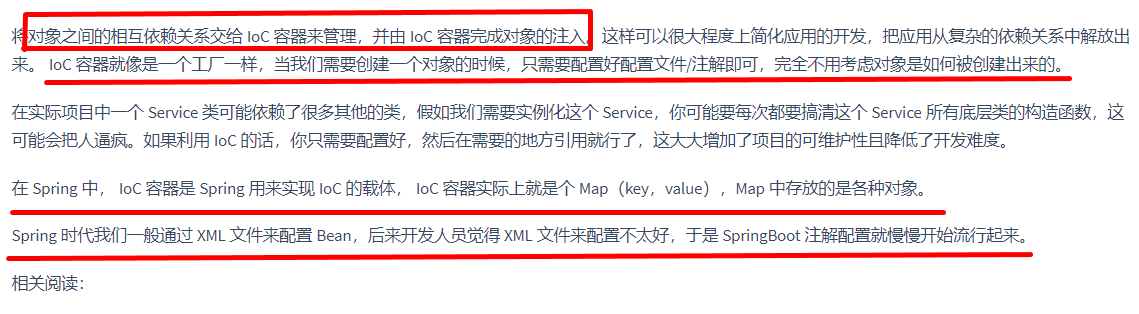 将对象之间的相互依赖关系交给 IoC 容器来管理，并由 IoC 容器完成对象的注入。这样可以很大程度上简化应用的开发，把应用从复杂的依赖关系中解放出
来。 IoC 容器就像是一个工厂一样，当我们需要创建一个对象的时候，只需要配置好配置文件/注解即可，完全不用考虑对象是如何被创建出来的。
在实际项目中一个 Service 类可能依赖了很多其他的类，假如我们需要实例化这个 Service，你可能要每次都要搞清这个 Service 所有底层类的构造函数，这
可能会把人逼疯。如果利用 IoC 的话，你只需要配置好，然后在需要的地方引用就行了，这大大增加了项目的可维护性且降低了开发难度。
在 Spring 中， IoC 容器是 Spring 用来实现 IoC 的载体， IoC 容器实际上就是个 Map（key，value），Map 中存放的是各种对象。
Spring 时代我们一般通过 XML 文件来配置 Bean，后来开发人员觉得 XML 文件来配置不太好，于是 SpringBoot 注解配置就慢慢开始流行起来。
相关阅读：